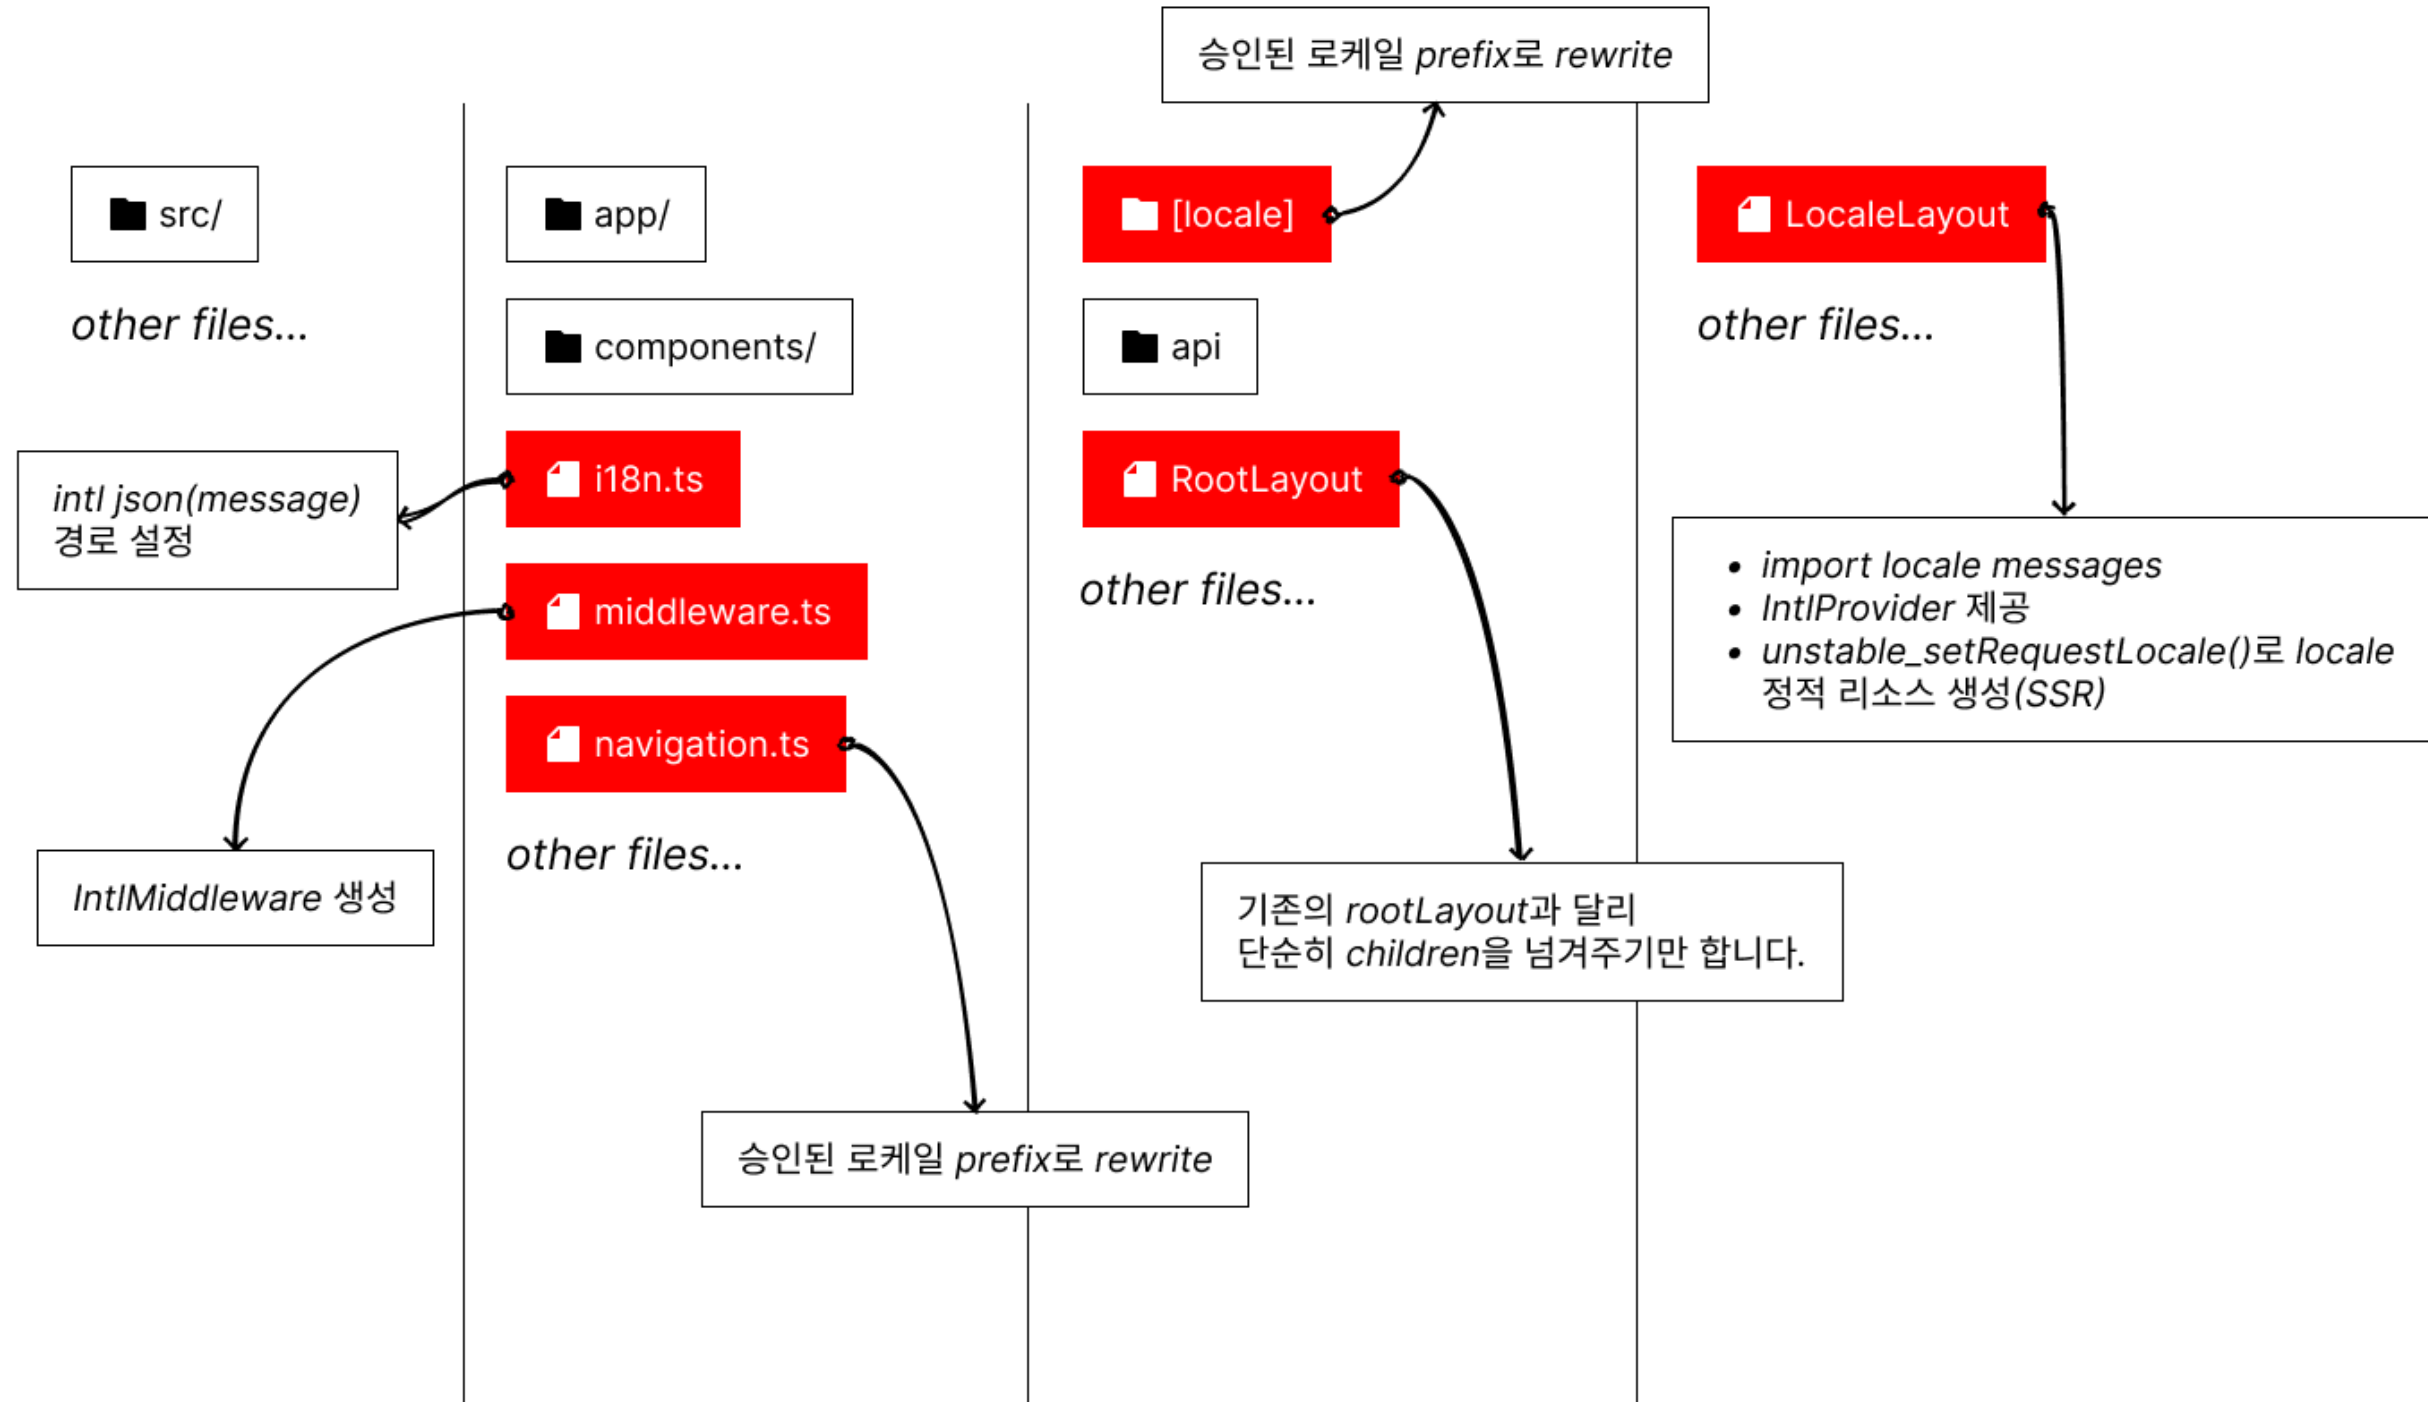 승인된 로케일 prefix로 rewrite
src/
other files...
intl json(message)
경로 설정
IntlMiddleware 생성
app/
components/
i18n.ts
middleware.ts
navigation.ts
other files...
승인된 로케일 prefix로 rewrite
[locale]
api
RootLayout
other files...
기존의 rootLayout과 달리
단순히 children을 넘겨주기만 합니다.
LocaleLayout
other files...
• import locale messages
• IntlProvider 제공
• unstable_setRequestLocale()로 locale
정적 리소스 생성(SSR)